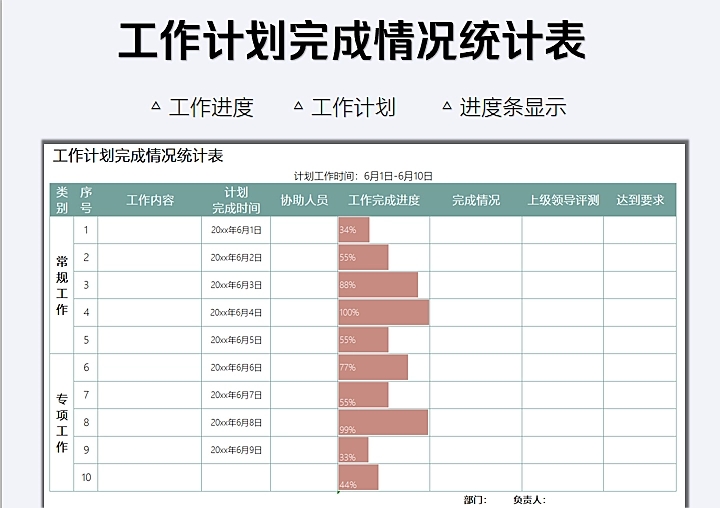 工作计划完成情况统计表
△ 工作进度 △ 工作计划 △ 进度条显示
工作计划完成情况统计表
计划工作时间：6月1日-6月10日
类别 序号 工作内容 计划完成时间 协助人员 工作完成进度 完成情况 上级领导评测 达到要求
常规工作
1 20xx年6月1日 34%
2 20xx年6月2日 55%
3 20xx年6月3日 88%
4 20xx年6月4日 100%
5 20xx年6月5日 55%
专项工作
6 20xx年6月6日 77%
7 20xx年6月7日 55%
8 20xx年6月8日 99%
9 20xx年6月9日 33%
10 44%
部门： 负责人：